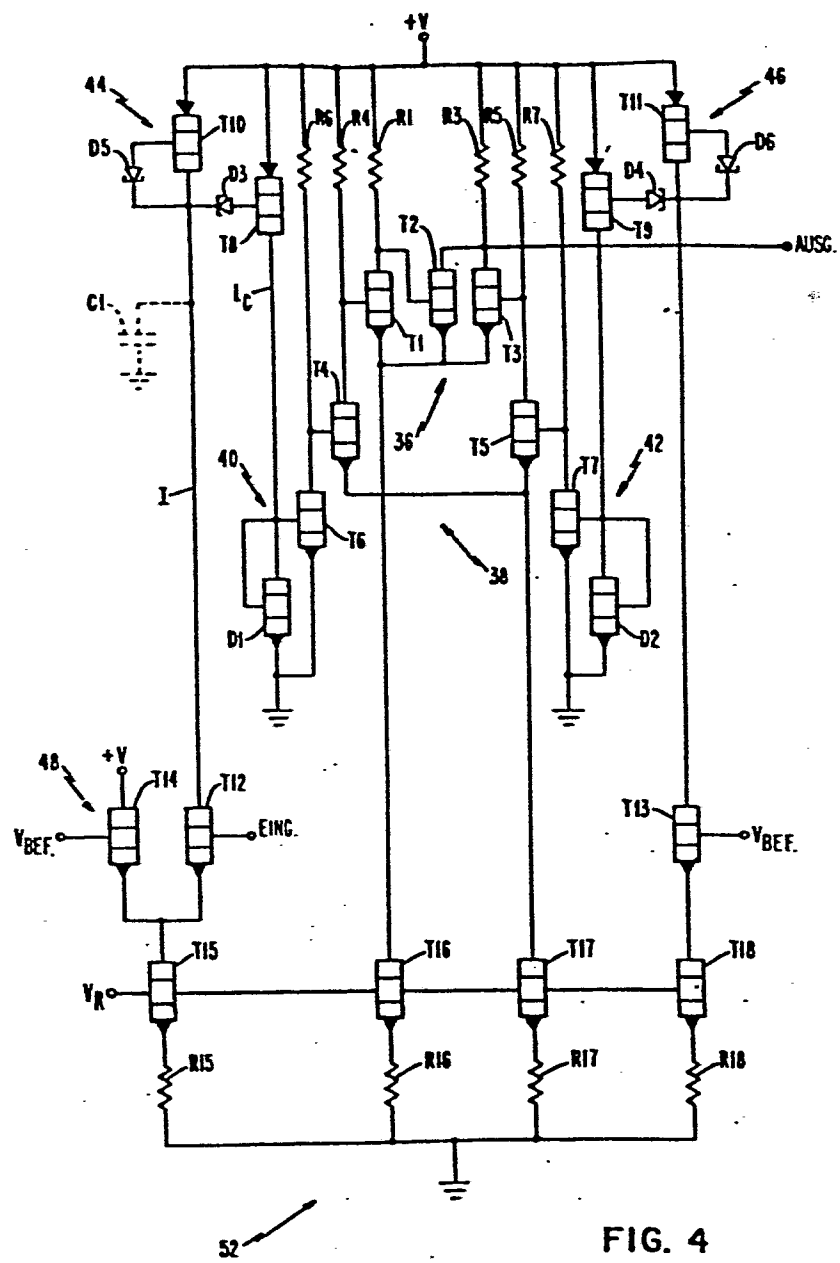 +V
44
46
T10
T11
R6
R4
R1
R3
R5
R7
D5
D3
D4
D6
T8
T2
T9
AUSG.
IC
C1
T1
T3
T4
36
T5
T7
40
42
I
T6
38
D1
D2
48
+V
T14
T12
T13
VBEF.
EING.
VBEF.
T15
T16
T17
T18
VR
R15
R16
R17
R18
52
FIG. 4